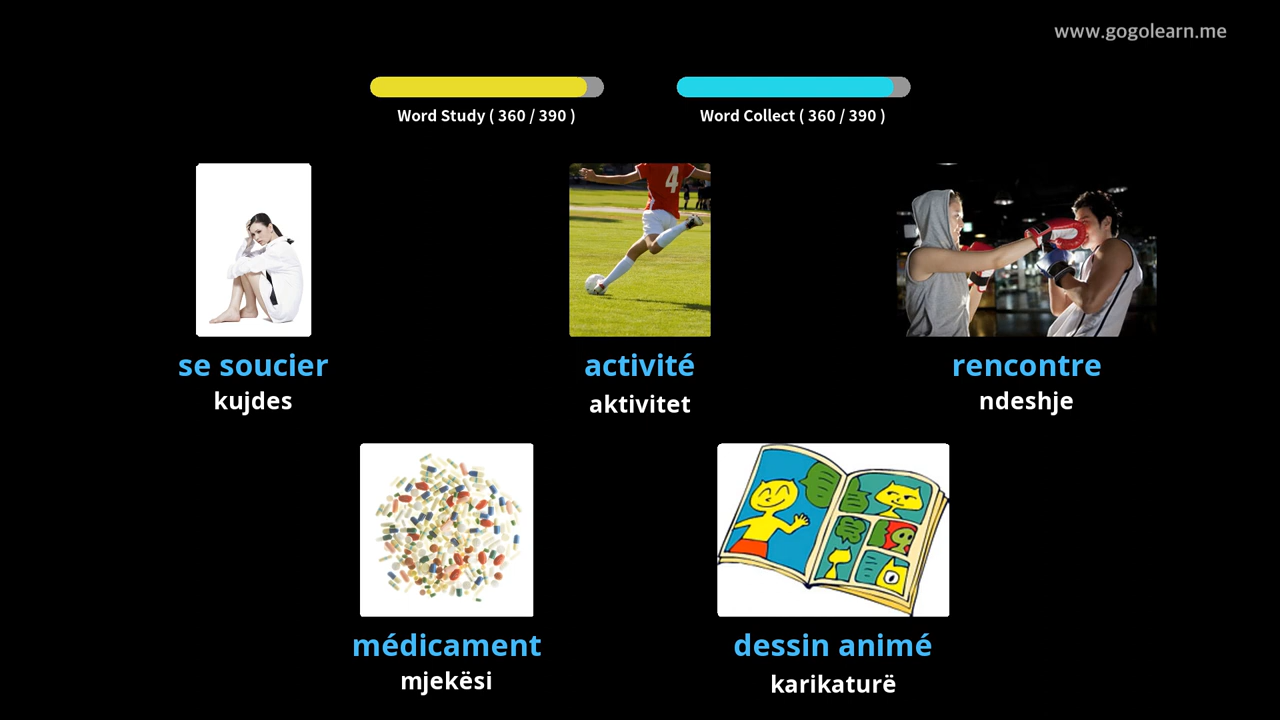 www.gogolearn.me
Word Study ( 360 / 390 )
Word Collect ( 360 / 390 )
4
se soucier
kujdes
activité
aktivitet
rencontre
ndeshje
médicament
mjekësi
dessin animé
karikaturë